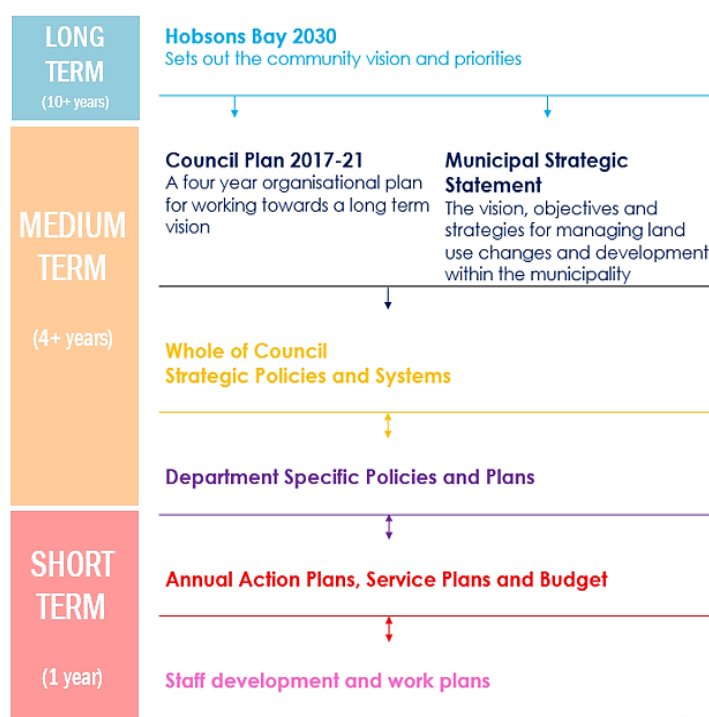 LONG
TERM
(10+ years)
Hobsons Bay 2030
Sets out the community vision and priorities
MEDIUM
TERM
(4+ years)
Council Plan 2017-21
A four year organisational plan
for working towards a long term
vision
Municipal Strategic
Statement
The vision, objectives and
strategies for managing land
use changes and development
within the municipality
Whole of Council
Strategic Policies and Systems
Department Specific Policies and Plans
SHORT
TERM
(1 year)
Annual Action Plans, Service Plans and Budget
Staff development and work plans